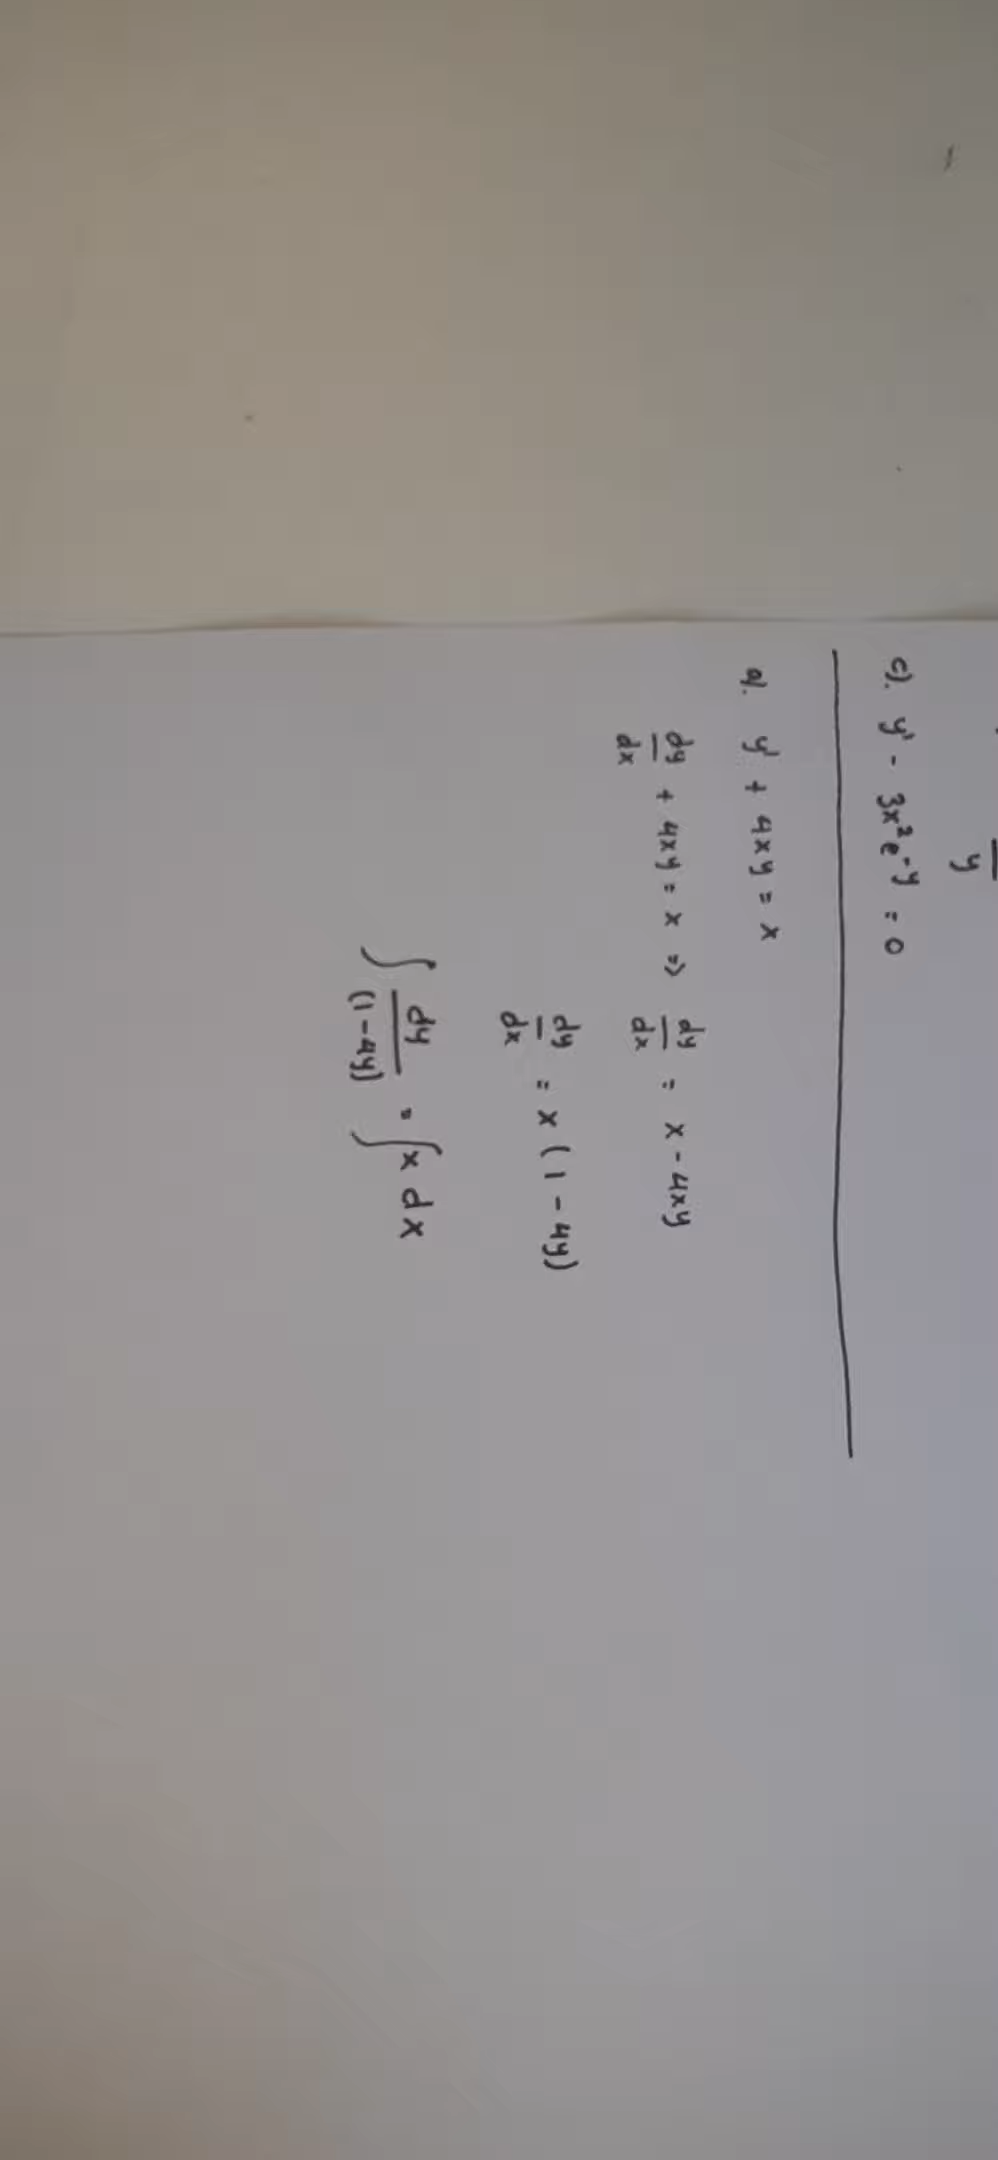 y
c). y' - 3x²e⁻ʸ = 0
a). y' + 4xy = x
dy/dx + 4xy = x => dy/dx = x - 4xy
dy/dx = x (1 - 4y)
∫ dy/(1-4y) = ∫ x dx